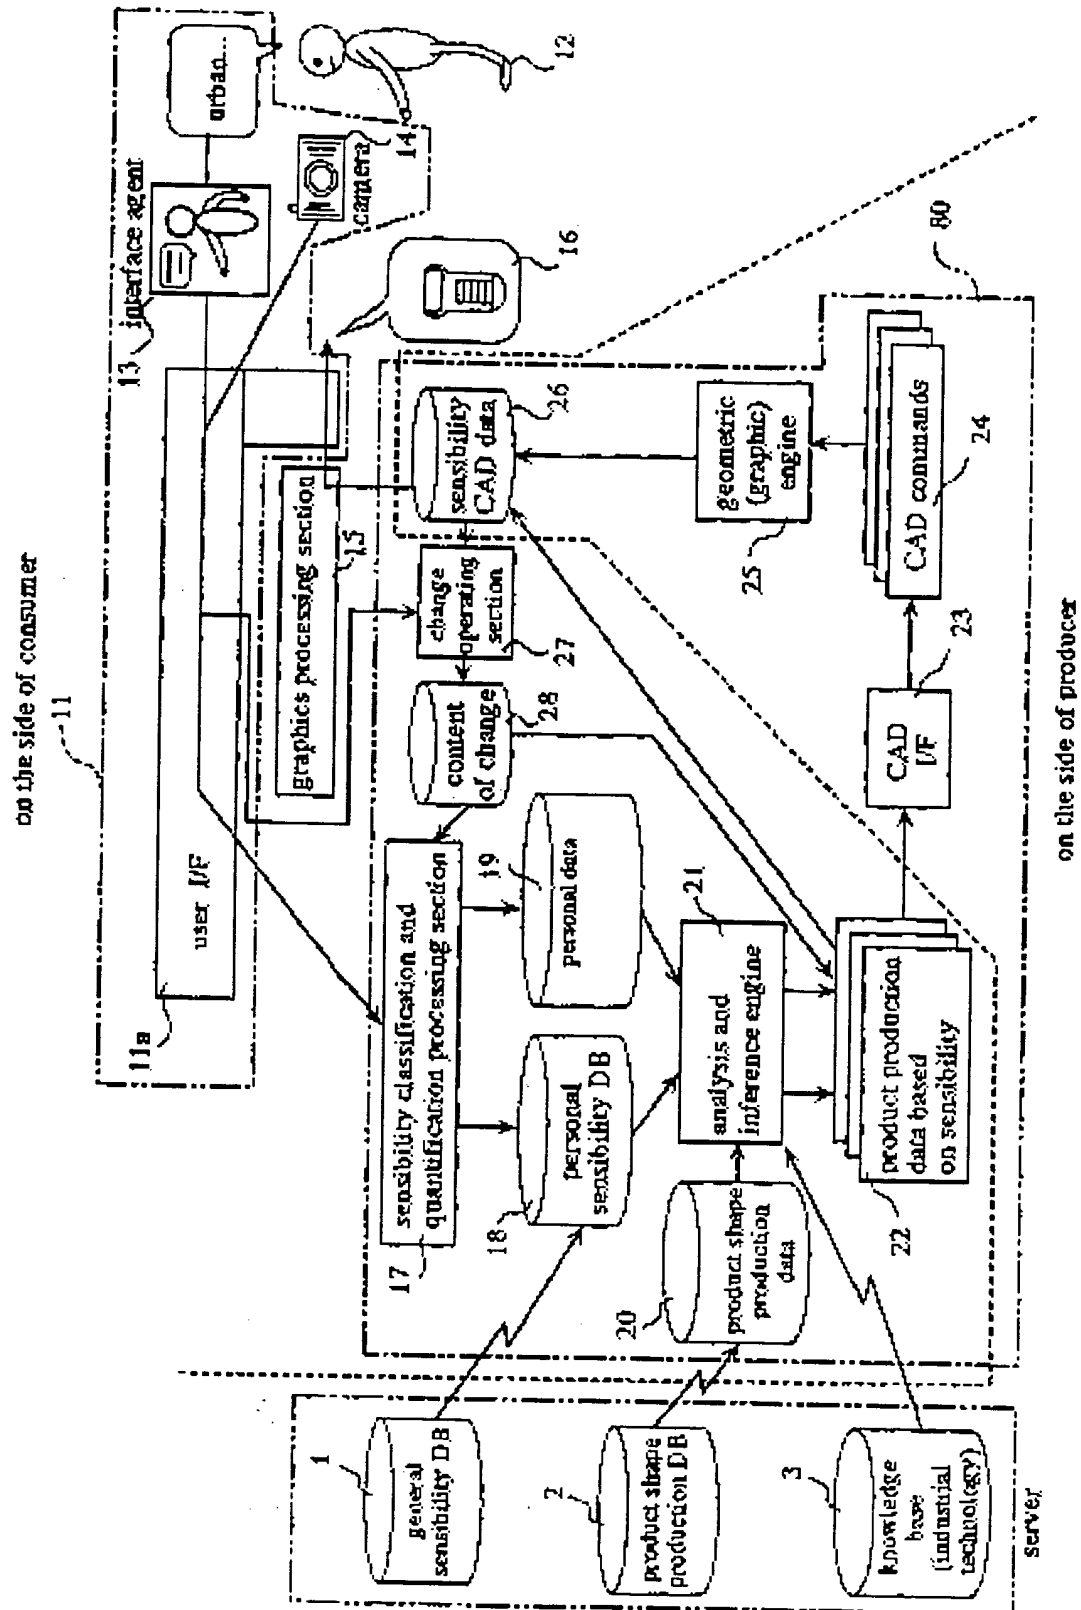 on the side of consumer
11
11a
user I/F
13
interface agent
urban...
12
14
camera
graphics processing section
15
16
17
sensibility classification and
quantification processing section
content
of change
28
change
operating
section
27
sensibility
CAD data
26
18
personal
sensibility DB
19
personal data
20
product shape
production
data
21
analysis and
inference engine
22
product production
data based
on sensibility
CAD
I/F
23
CAD commands
24
geometric
(graphic)
engine
25
80
1
general
sensibility DB
2
product shape
production DB
3
knowledge
base
(industrial
technology)
server
on the side of producer